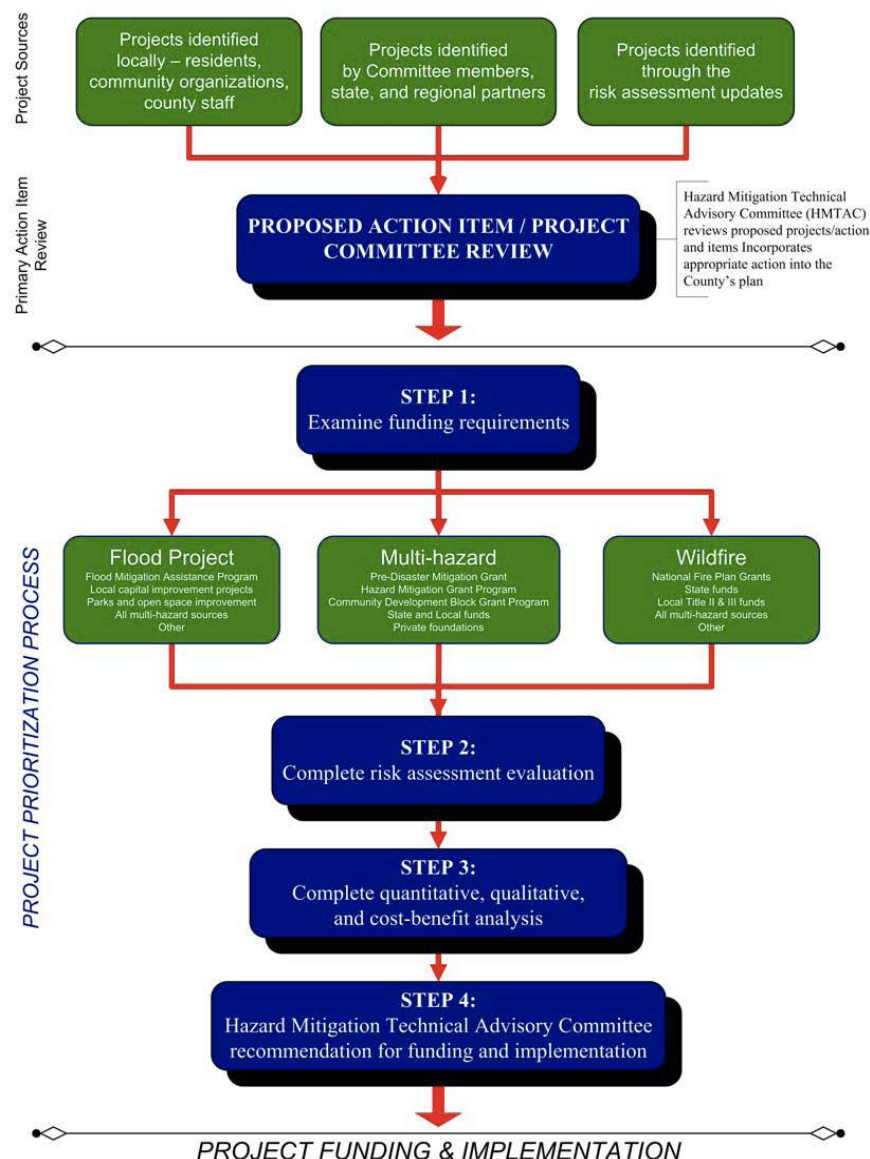 Project Sources
Projects identified
locally – residents,
community organizations,
county staff
Projects identified
by Committee members,
state, and regional
partners
Projects identified
through the
risk assessment updates
Primary Action Item
Review
PROPOSED ACTION ITEM / PROJECT
COMMITTEE REVIEW
Hazard Mitigation Technical
Advisory Committee (HMTAC)
reviews proposed projects/action
and items Incorporates
appropriate action into the
County's plan
PROJECT PRIORITIZATION PROCESS
STEP 1:
Examine funding requirements
Flood Project
Flood Mitigation Assistance Program
Local capital improvement projects
Parks and open space improvement
All multi-hazard sources
Other
Multi-hazard
Pre-Disaster Mitigation Grant
Hazard Mitigation Grant Program
Community Development Block Grant Program
State and Local funds
Private foundations
Wildfire
National Fire Plan Grants
State funds
Local Title II & III funds
All multi-hazard sources
Other
STEP 2:
Complete risk assessment evaluation
STEP 3:
Complete quantitative, qualitative,
and cost-benefit analysis
STEP 4:
Hazard Mitigation Technical Advisory Committee
recommendation for funding and implementation
PROJECT FUNDING & IMPLEMENTATION